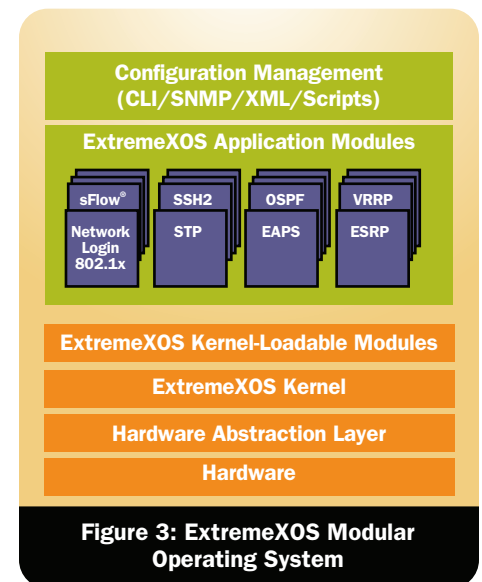 Configuration Management
(CLI/SNMP/XML/Scripts)
ExtremeXOS Application Modules
sFlow®
SSH2
OSPF
VRRP
Network
Login
802.1x
STP
EAPS
ESRP
ExtremeXOS Kernel-Loadable Modules
ExtremeXOS Kernel
Hardware Abstraction Layer
Hardware
Figure 3: ExtremeXOS Modular
Operating System